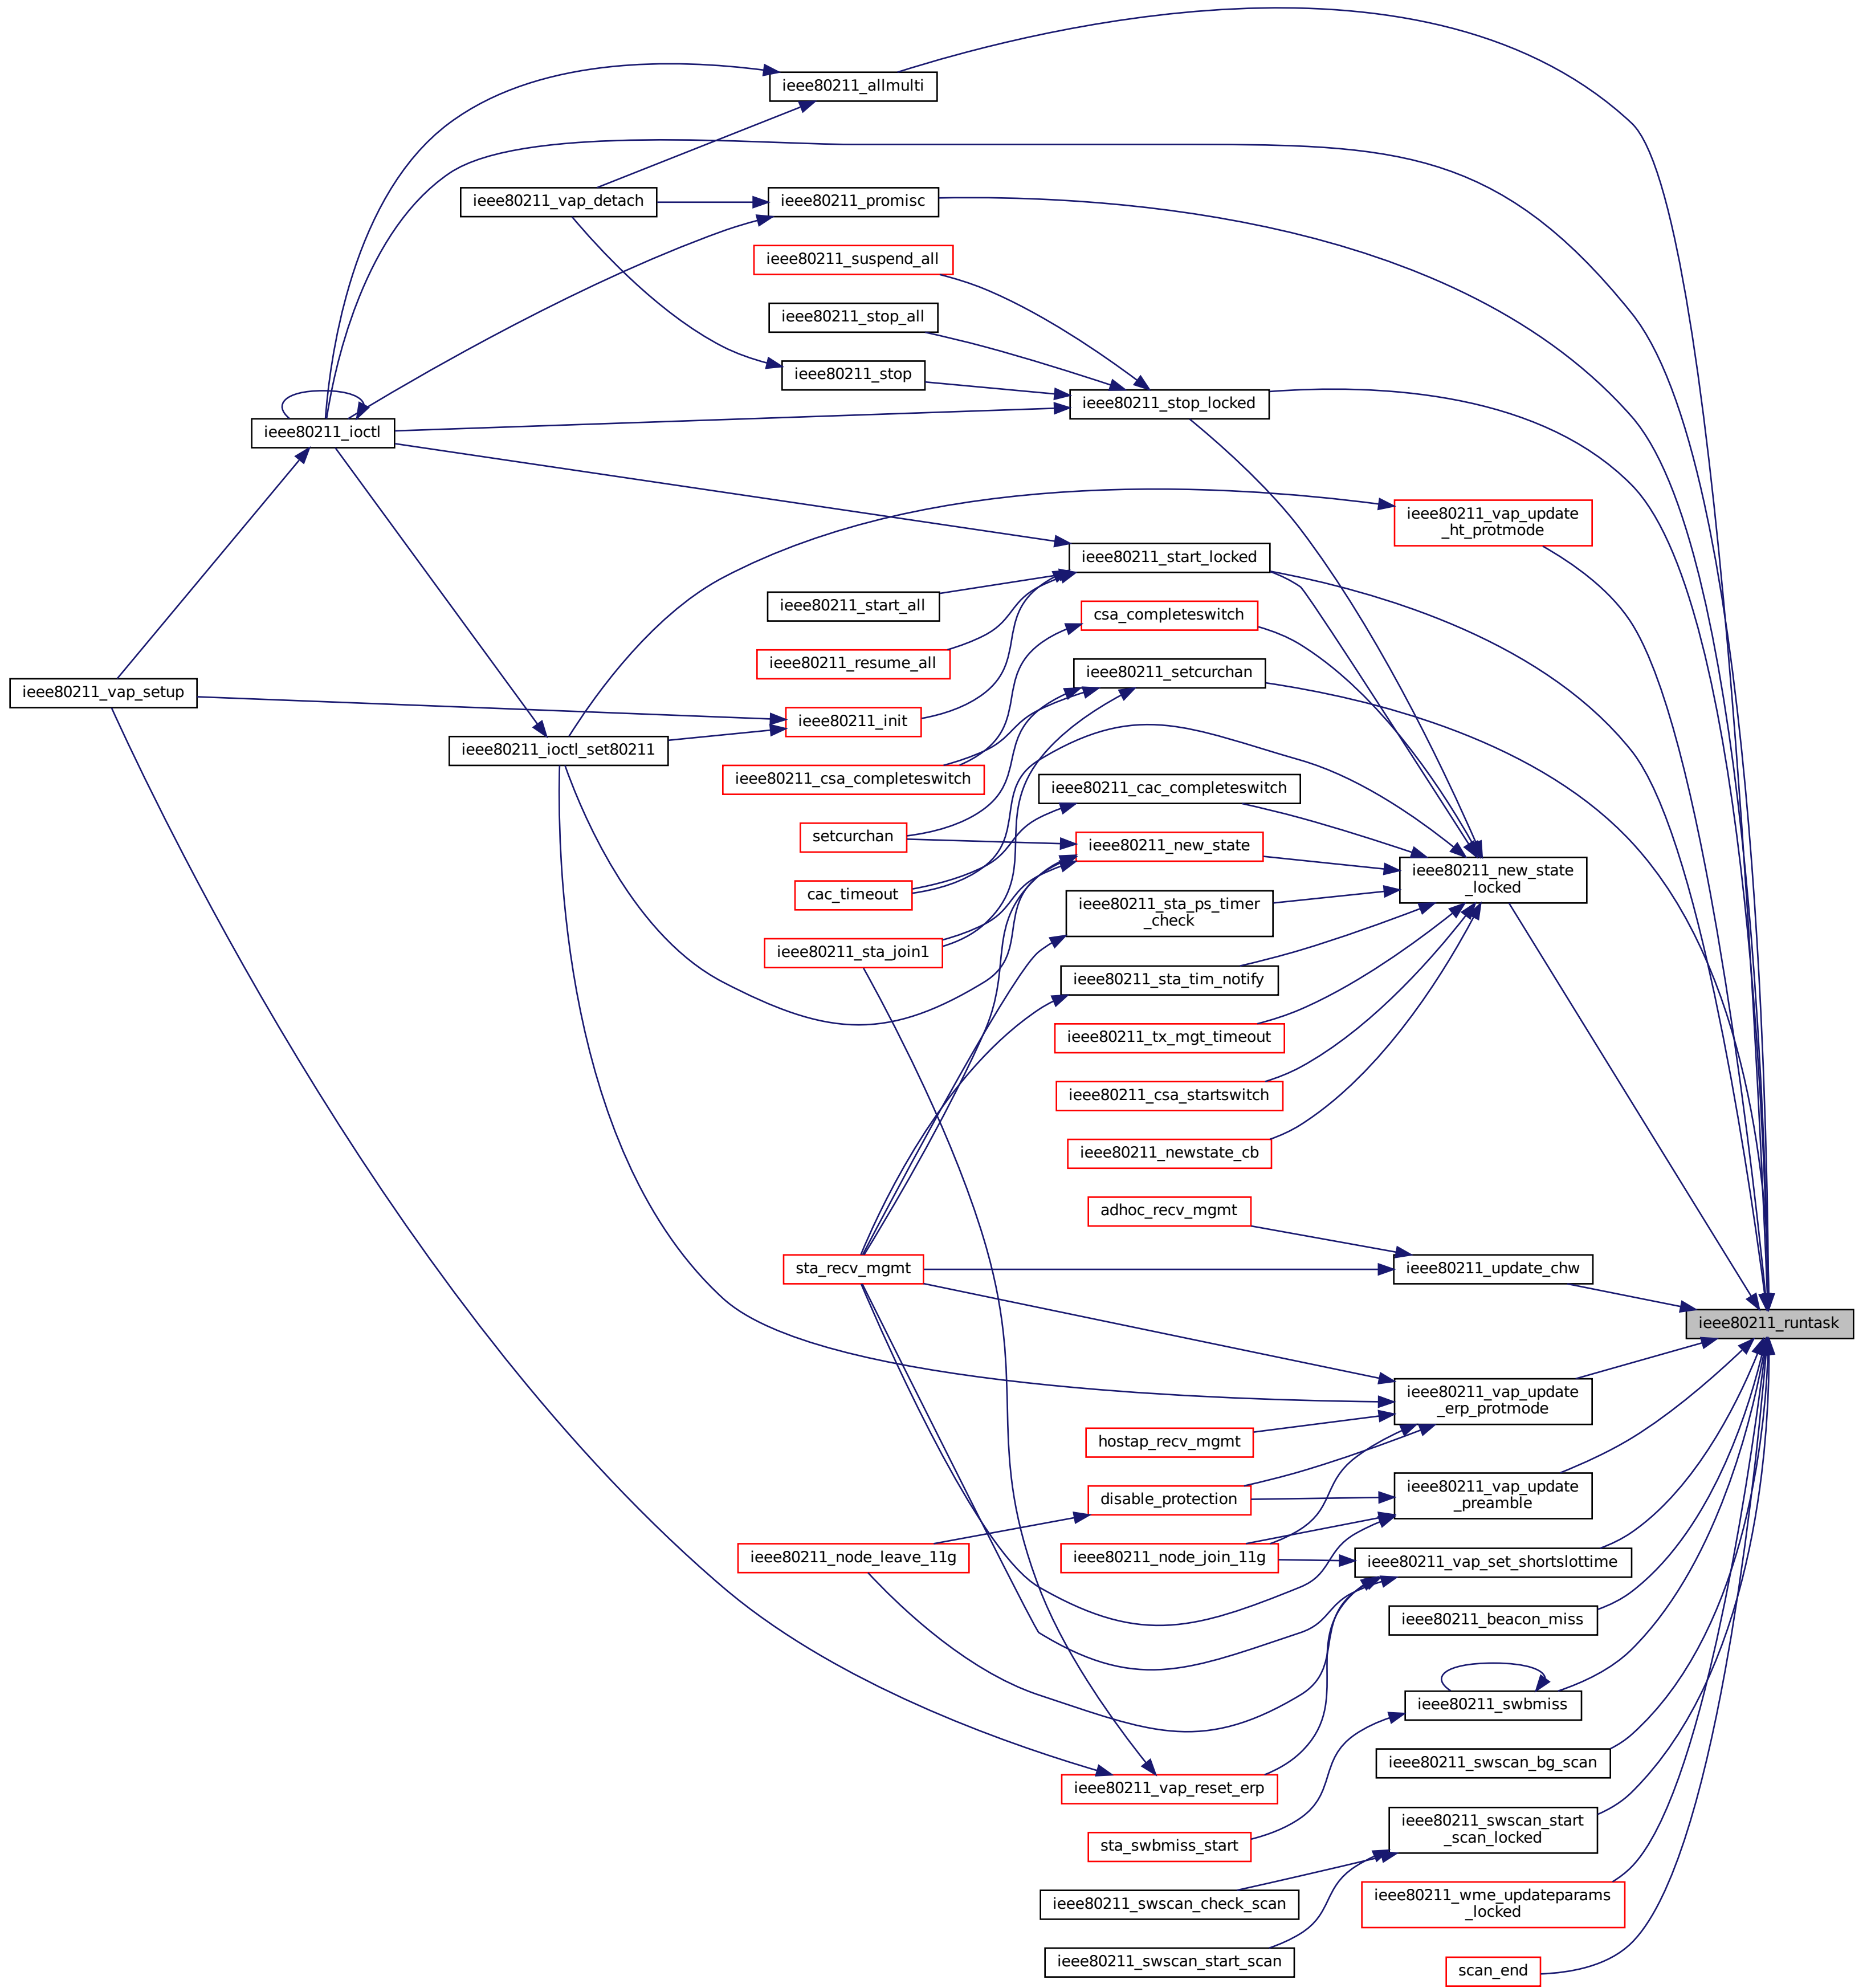 ieee80211_allmulti
ieee80211_vap_detach
ieee80211_promisc
ieee80211_suspend_all
ieee80211_stop_all
ieee80211_stop
ieee80211_stop_locked
ieee80211_ioctl
ieee80211_vap_update
_ht_protmode
ieee80211_start_locked
ieee80211_start_all
csa_completeswitch
ieee80211_resume_all
ieee80211_setcurchan
ieee80211_vap_setup
ieee80211_init
ieee80211_ioctl_set80211
ieee80211_csa_completeswitch
ieee80211_cac_completeswitch
setcurchan
ieee80211_new_state
ieee80211_new_state
_locked
cac_timeout
ieee80211_sta_ps_timer
_check
ieee80211_sta_join1
ieee80211_sta_tim_notify
ieee80211_tx_mgt_timeout
ieee80211_csa_startswitch
ieee80211_newstate_cb
adhoc_recv_mgmt
sta_recv_mgmt
ieee80211_update_chw
ieee80211_runtask
ieee80211_vap_update
_erp_protmode
hostap_recv_mgmt
disable_protection
ieee80211_vap_update
_preamble
ieee80211_node_leave_11g
ieee80211_node_join_11g
ieee80211_vap_set_shortslottime
ieee80211_beacon_miss
ieee80211_swbmiss
ieee80211_swscan_bg_scan
ieee80211_vap_reset_erp
ieee80211_swscan_start
_scan_locked
sta_swbmiss_start
ieee80211_swscan_check_scan
ieee80211_wme_updateparams
_locked
ieee80211_swscan_start_scan
scan_end